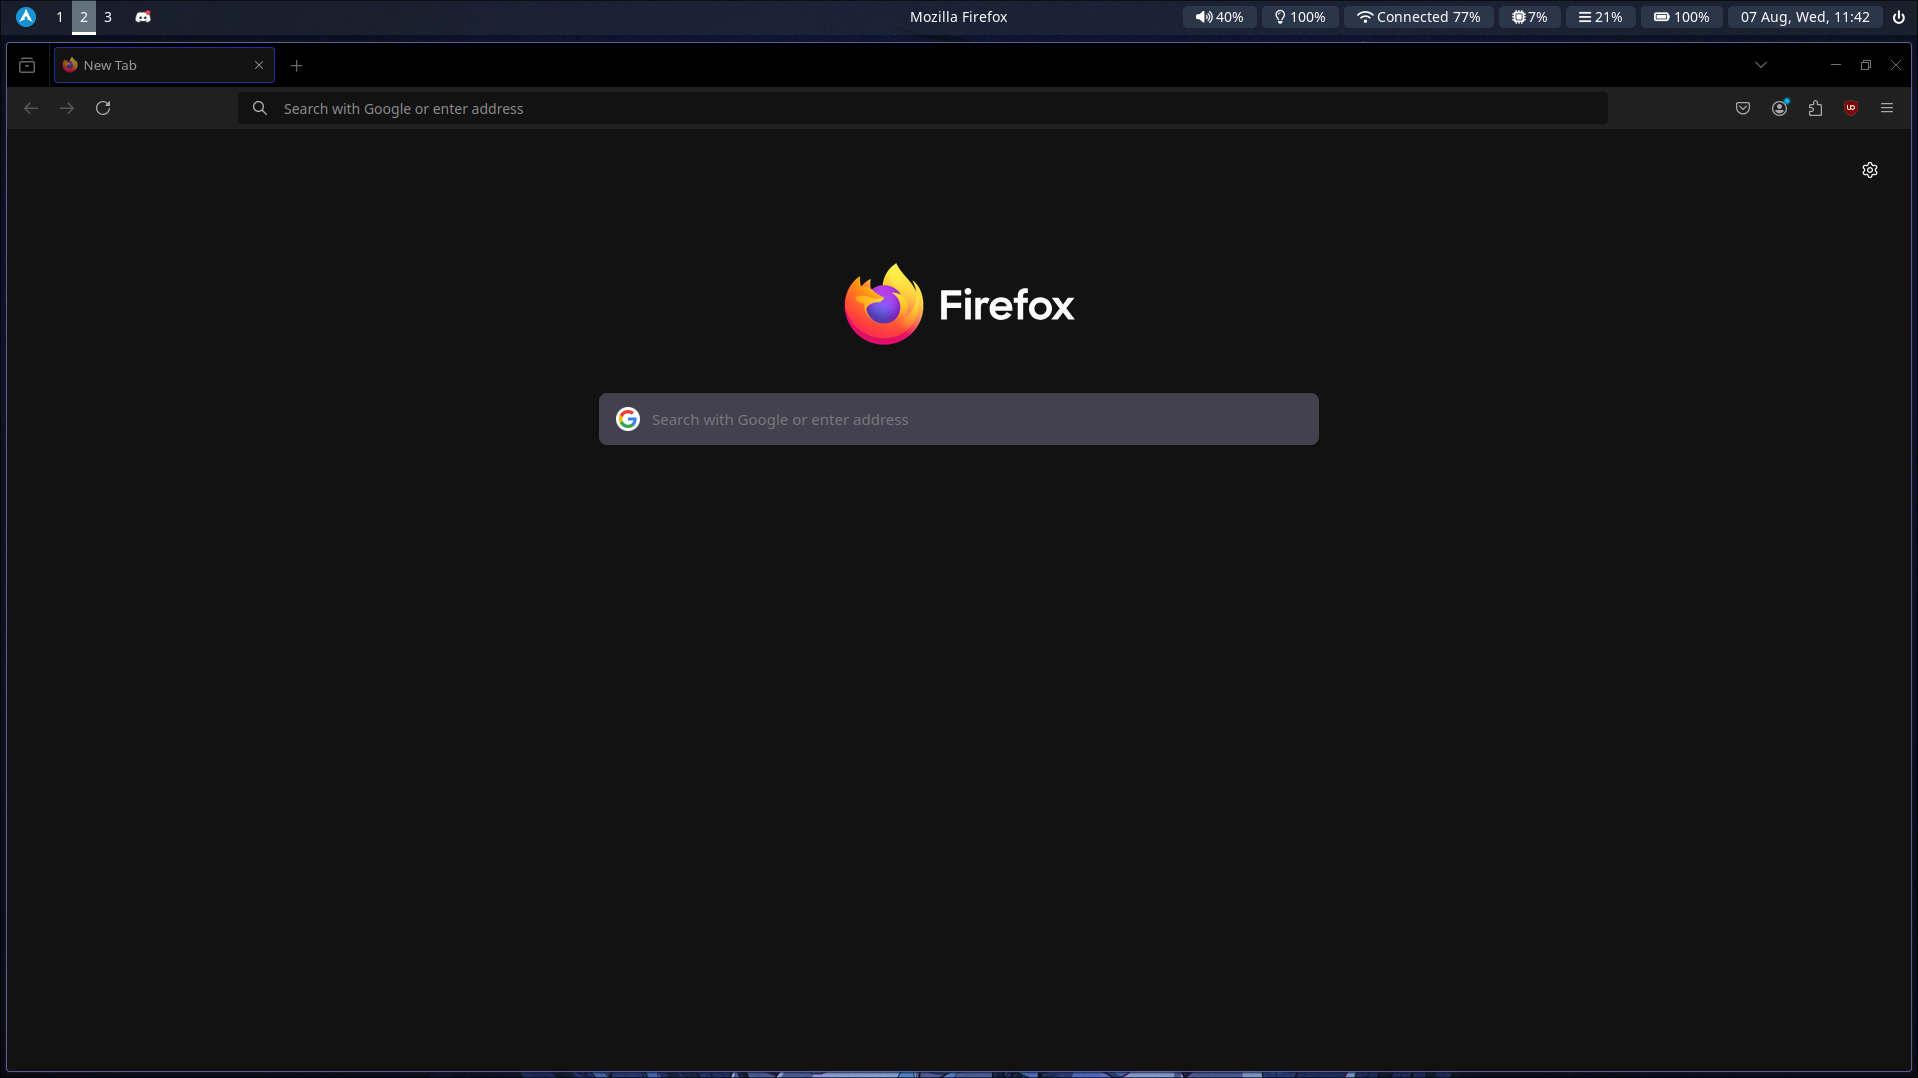 1 2 3 Mozilla Firefox 40% 100% Connected 77% 7% 21% 100% 07 Aug, Wed, 11:42
New Tab
Search with Google or enter address
Firefox
Search with Google or enter address